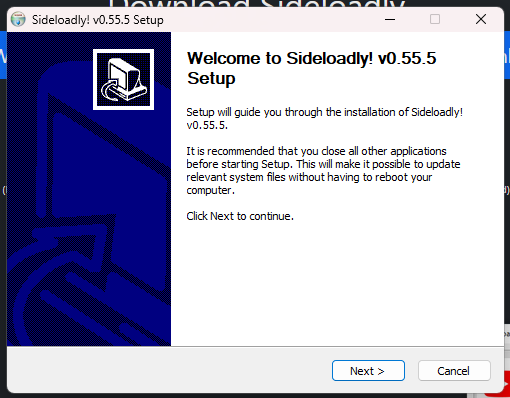 Download Sideloadly
Sideloadly! v0.55.5 Setup
Welcome to Sideloadly! v0.55.5
Setup
Setup will guide you through the installation of Sideloadly!
v0.55.5.
It is recommended that you close all other applications
before starting Setup. This will make it possible to update
relevant system files without having to reboot your
computer.
Click Next to continue.
Next >
Cancel